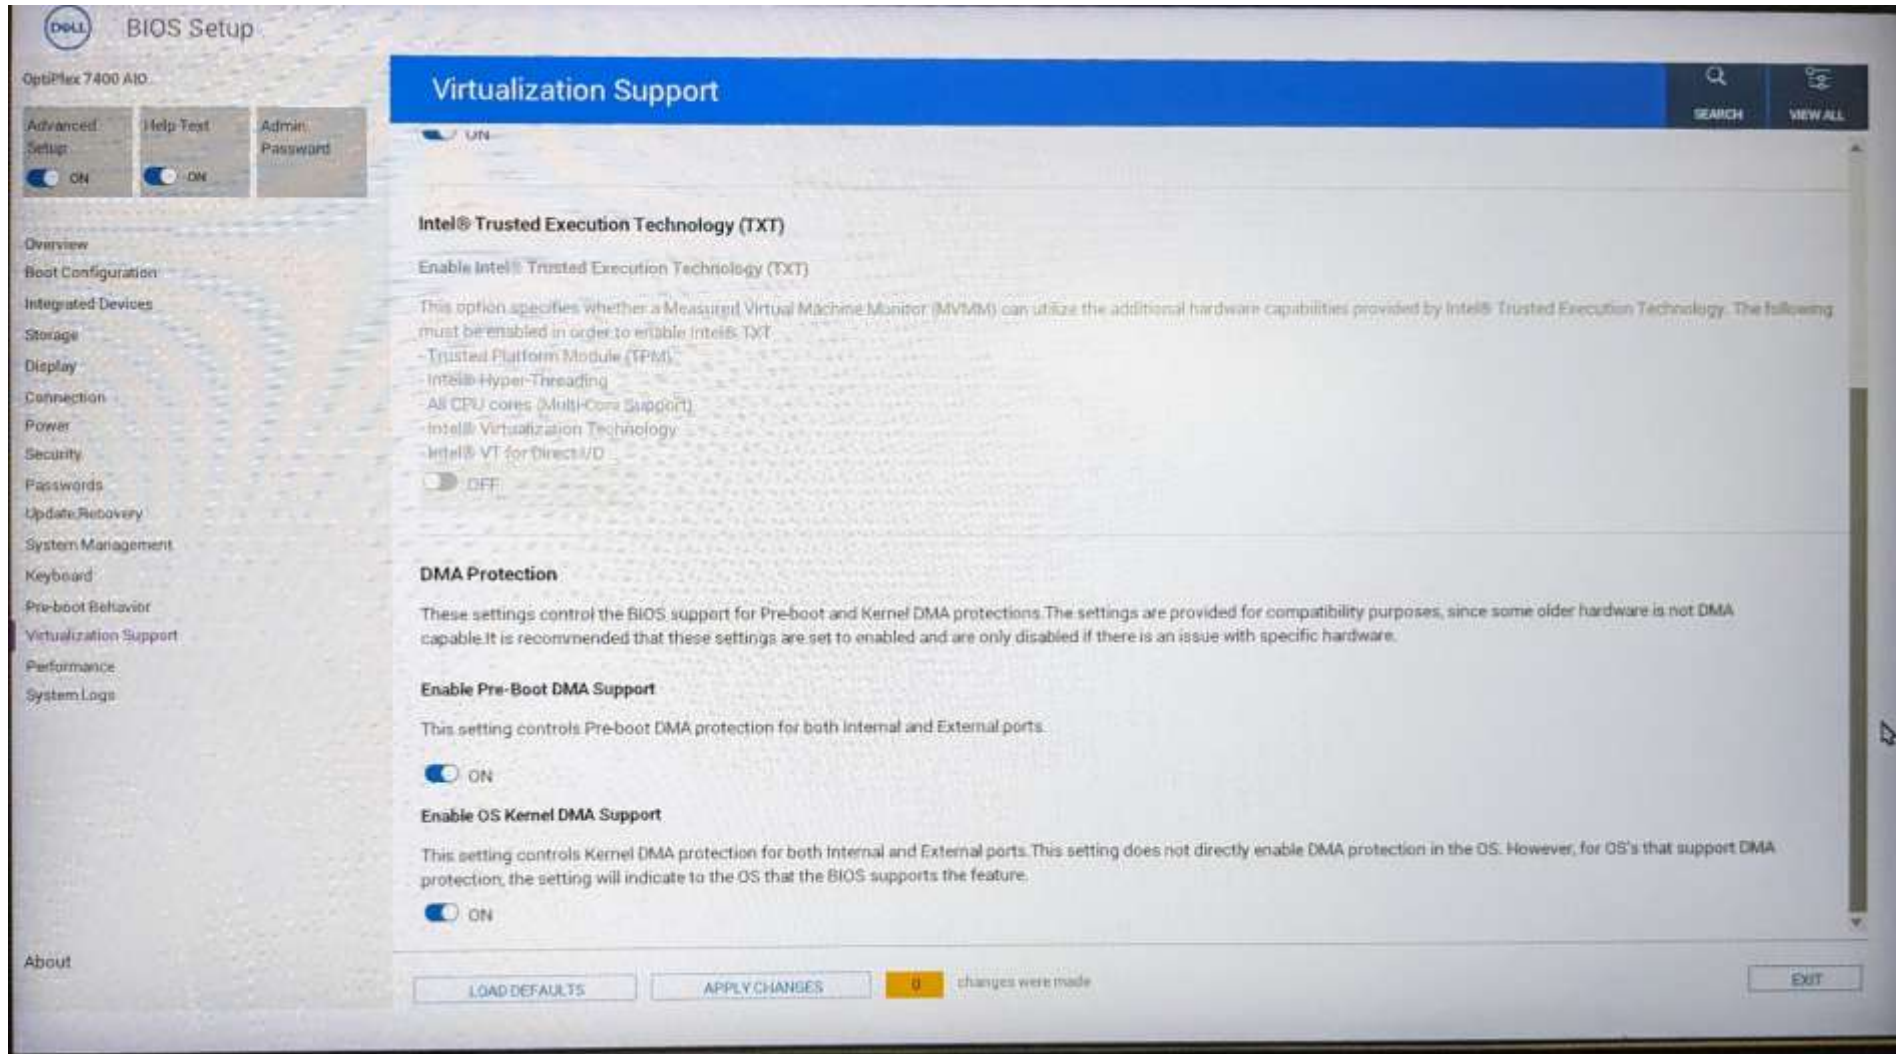 DELL
BIOS Setup
OptiPlex 7400 AIO
Advanced Setup
ON
Help Text
ON
Admin Password
Overview
Boot Configuration
Integrated Devices
Storage
Display
Connection
Power
Security
Passwords
Update,Recovery
System Management
Keyboard
Pre-boot Behavior
Virtualization Support
Performance
System Logs
About
Virtualization Support
SEARCH
VIEW ALL
ON
Intel® Trusted Execution Technology (TXT)
Enable Intel® Trusted Execution Technology (TXT)
This option specifies whether a Measured Virtual Machine Monitor (MVMM) can utilize the additional hardware capabilities provided by Intel® Trusted Execution Technology. The following
must be enabled in order to enable Intel® TXT
- Trusted Platform Module (TPM)
- Intel® Hyper-Threading
- All CPU cores (Multi-Core Support)
- Intel® Virtualization Technology
- Intel® VT for Direct I/O
OFF
DMA Protection
These settings control the BIOS support for Pre-boot and Kernel DMA protections.The settings are provided for compatibility purposes, since some older hardware is not DMA
capable.It is recommended that these settings are set to enabled and are only disabled if there is an issue with specific hardware.
Enable Pre-Boot DMA Support
This setting controls Pre-boot DMA protection for both Internal and External ports.
ON
Enable OS Kernel DMA Support
This setting controls Kernel DMA protection for both Internal and External ports.This setting does not directly enable DMA protection in the OS. However, for OS's that support DMA
protection, the setting will indicate to the OS that the BIOS supports the feature.
ON
LOAD DEFAULTS
APPLY CHANGES
0
changes were made
EXIT